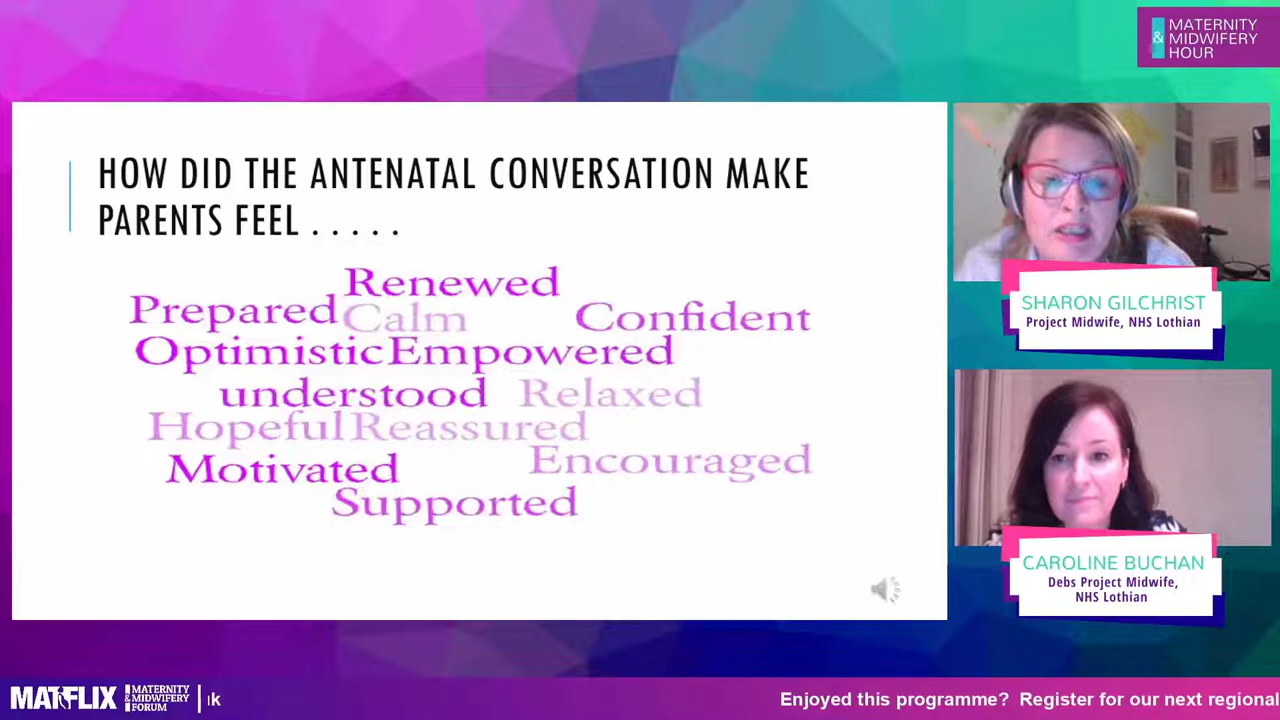 MATERNITY
& MIDWIFERY
HOUR
HOW DID THE ANTENATAL CONVERSATION MAKE
PARENTS FEEL . . . . .
Renewed
Prepared Calm Confident
Optimistic Empowered
understood Relaxed
Hopeful Reassured
Motivated Encouraged
Supported
SHARON GILCHRIST
Project Midwife, NHS Lothian
CAROLINE BUCHAN
Debs Project Midwife,
NHS Lothian
MATFLIX
MATERNITY
& MIDWIFERY
FORUM
k
Enjoyed this programme? Register for our next regional